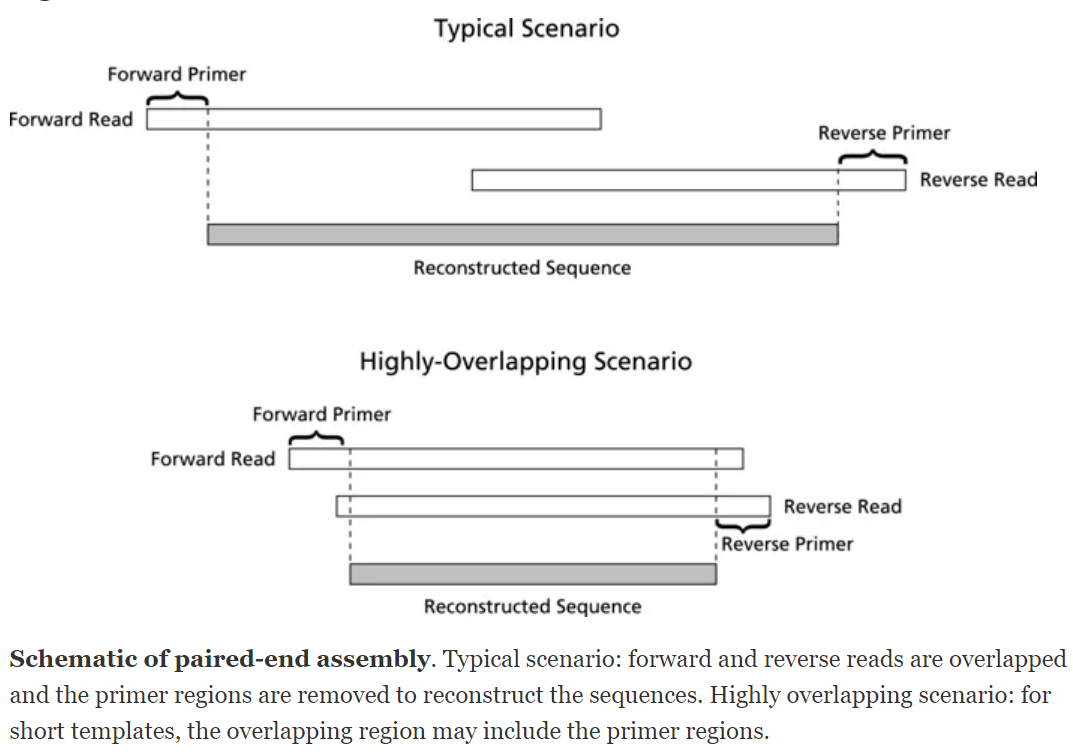 Typical Scenario
Forward Primer
Forward Read
Reverse Primer
Reverse Read
Reconstructed Sequence
Highly-Overlapping Scenario
Forward Primer
Forward Read
Reverse Read
Reverse Primer
Reconstructed Sequence
Schematic of paired-end assembly. Typical scenario: forward and reverse reads are overlapped
and the primer regions are removed to reconstruct the sequences. Highly overlapping scenario: for
short templates, the overlapping region may include the primer regions.